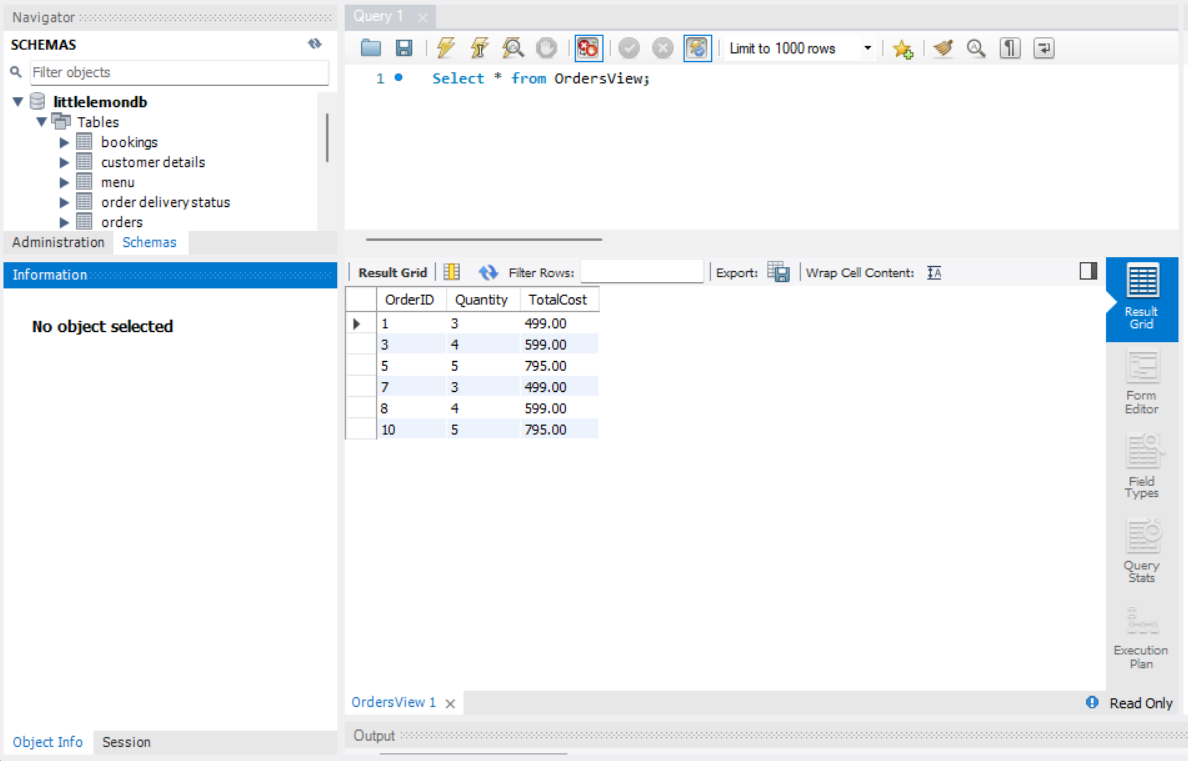 Navigator
SCHEMAS
Filter objects
littlelemondb
Tables
bookings
customer details
menu
order delivery status
orders
Administration Schemas
Information
No object selected
Object Info Session
Query 1
Limit to 1000 rows
1 Select * from OrdersView;
Result Grid Filter Rows: Export: Wrap Cell Content:
OrderID Quantity TotalCost
1 3 499.00
3 4 599.00
5 5 795.00
7 3 499.00
8 4 599.00
10 5 795.00
Result
Grid
Form
Editor
Field
Types
Query
Stats
Execution
Plan
OrdersView 1
Read Only
Output